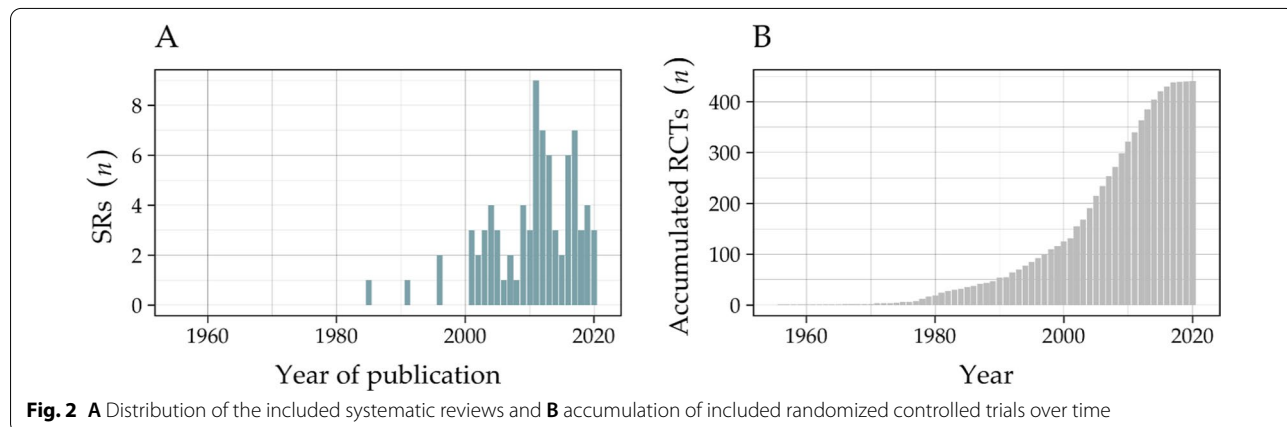 A
SRs (n)
8
6
4
2
0
1960 1980 2000 2020
Year of publication
B
Accumulated RCTs (n)
400
300
200
100
0
1960 1980 2000 2020
Year
Fig. 2 A Distribution of the included systematic reviews and B accumulation of included randomized controlled trials over time